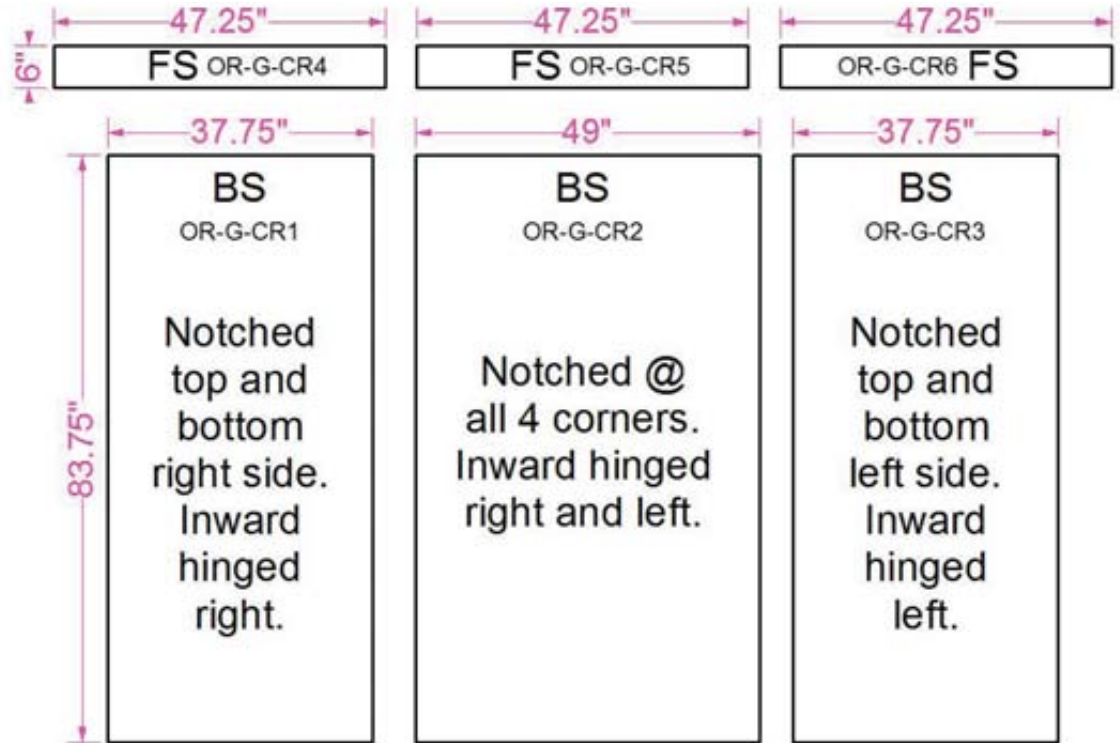 47.25" 47.25" 47.25"
6"
FS OR-G-CR4
FS OR-G-CR5
OR-G-CR6 FS
37.75" 49" 37.75"
83.75"
BS
OR-G-CR1
Notched
top and
bottom
right side.
Inward
hinged
right.
BS
OR-G-CR2
Notched @
all 4 corners.
Inward hinged
right and left.
BS
OR-G-CR3
Notched
top and
bottom
left side.
Inward
hinged
left.